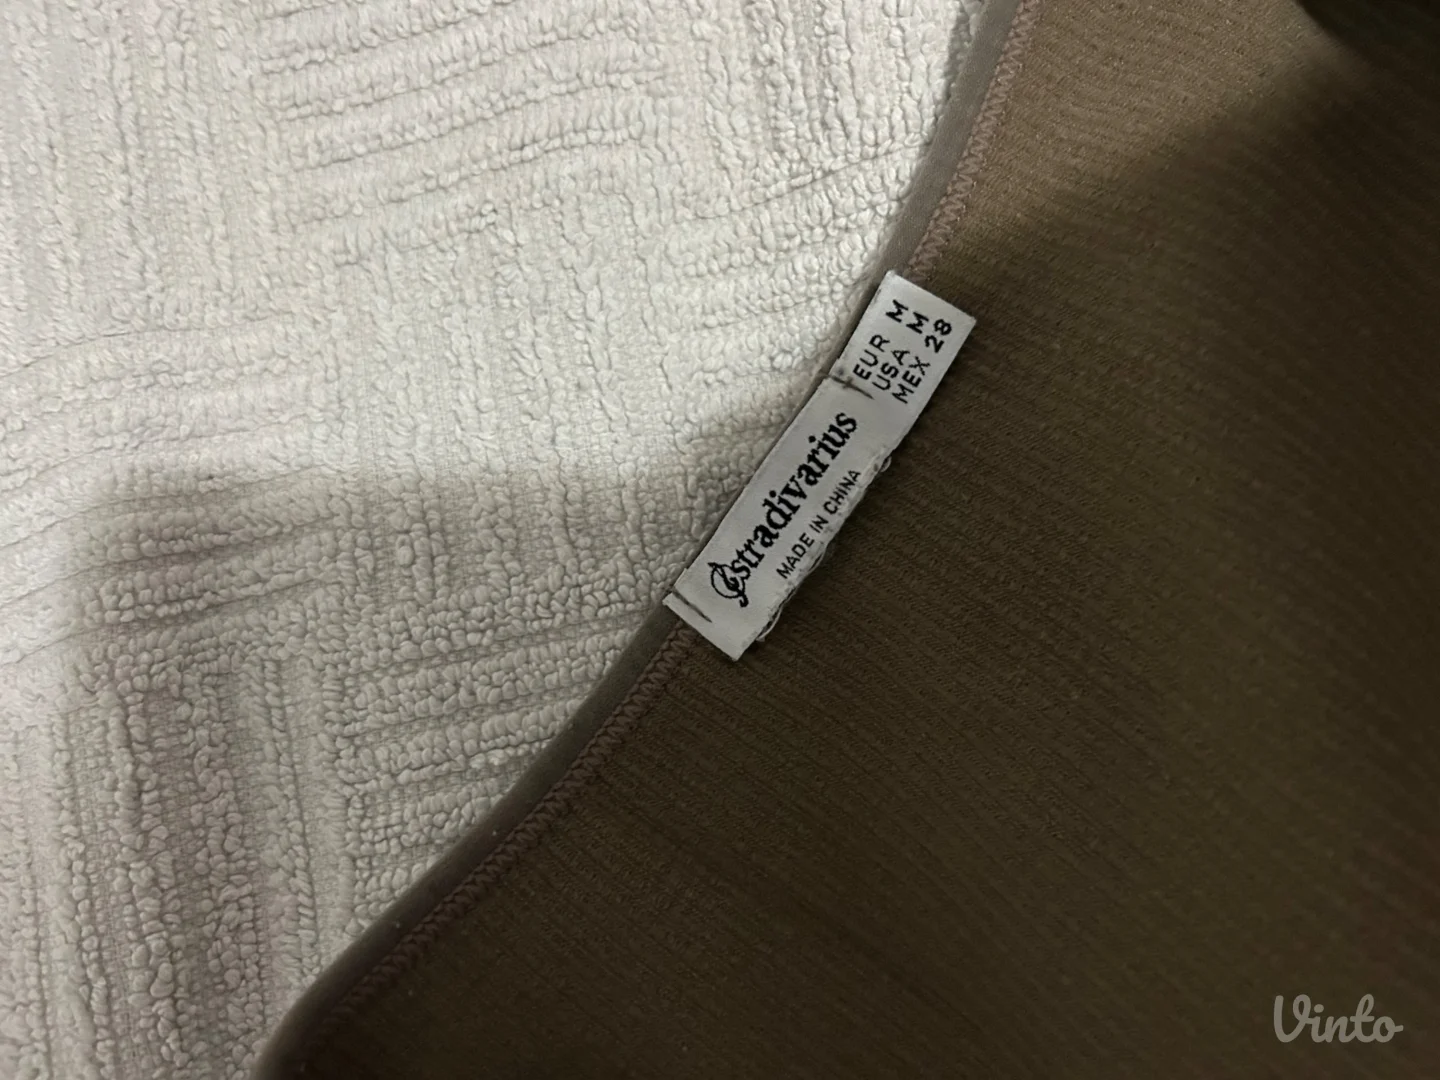 Stradivarius
MADE IN CHINA
EUR M
USA M
MEX 28
Vinto